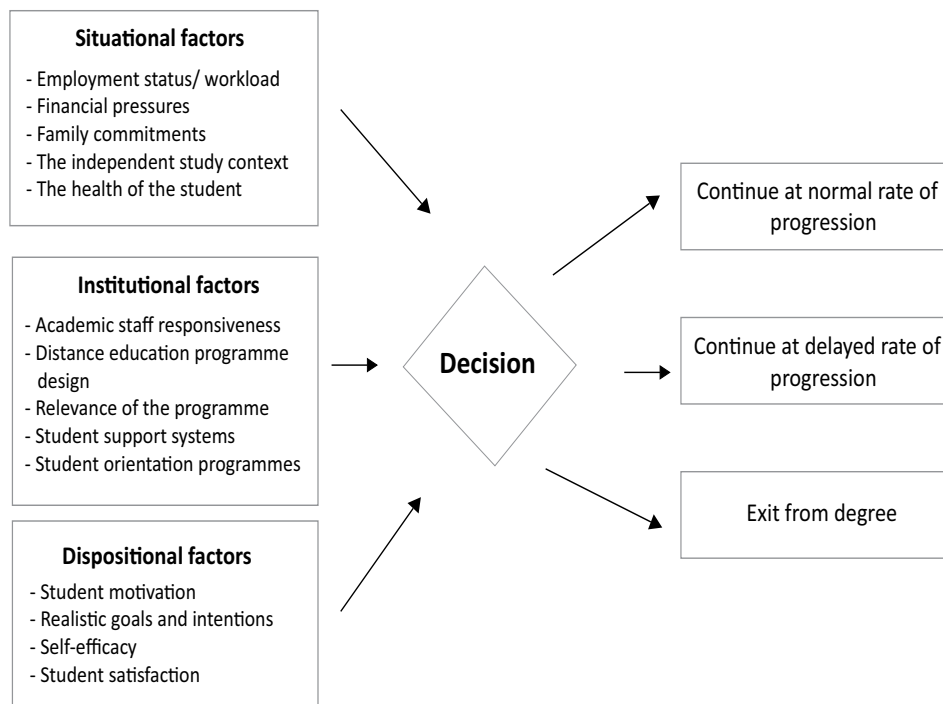 Situational factors
- Employment status/ workload
- Financial pressures
- Family commitments
- The independent study context
- The health of the student
Institutional factors
- Academic staff responsiveness
- Distance education programme
design
- Relevance of the programme
- Student support systems
- Student orientation programmes
Dispositional factors
- Student motivation
- Realistic goals and intentions
- Self-efficacy
- Student satisfaction
Decision
Continue at normal rate of
progression
Continue at delayed rate of
progression
Exit from degree